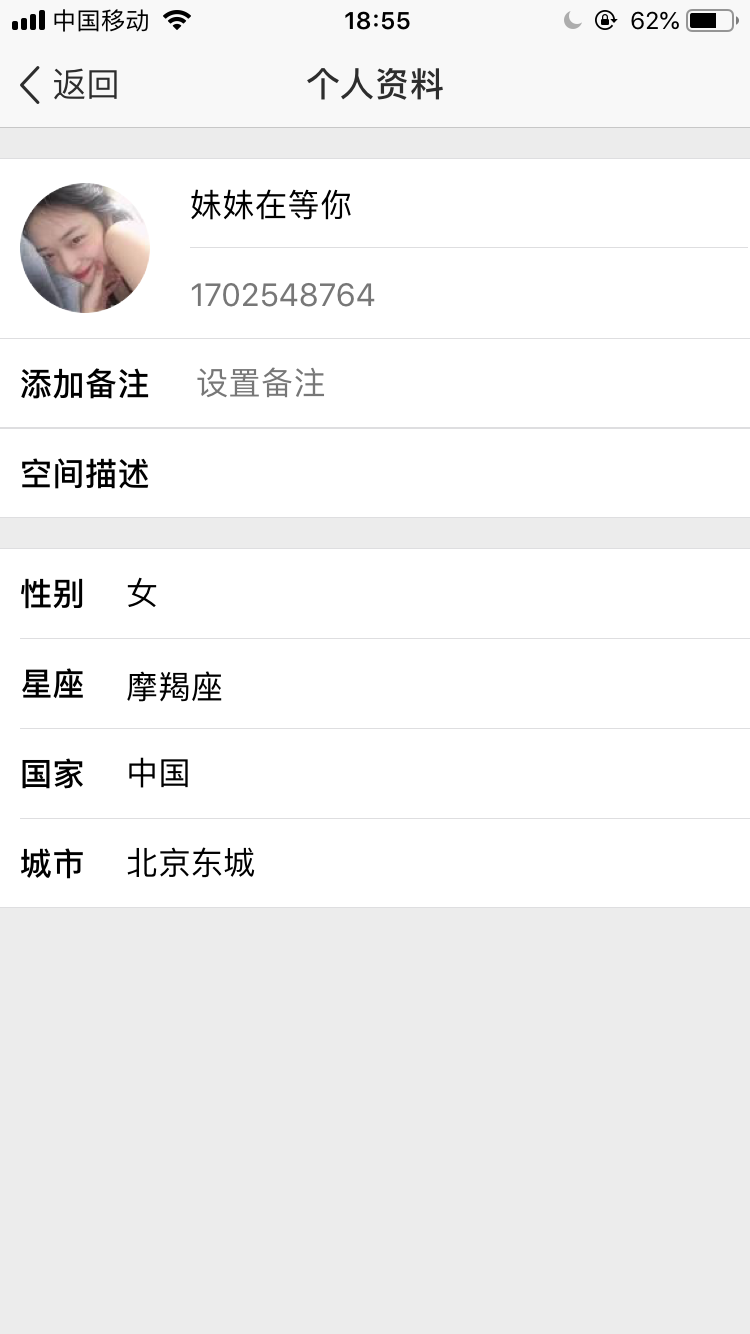 中国移动 18:55 62%
返回 个人资料
妹妹在等你
1702548764
添加备注 设置备注
空间描述
性别 女
星座 摩羯座
国家 中国
城市 北京东城